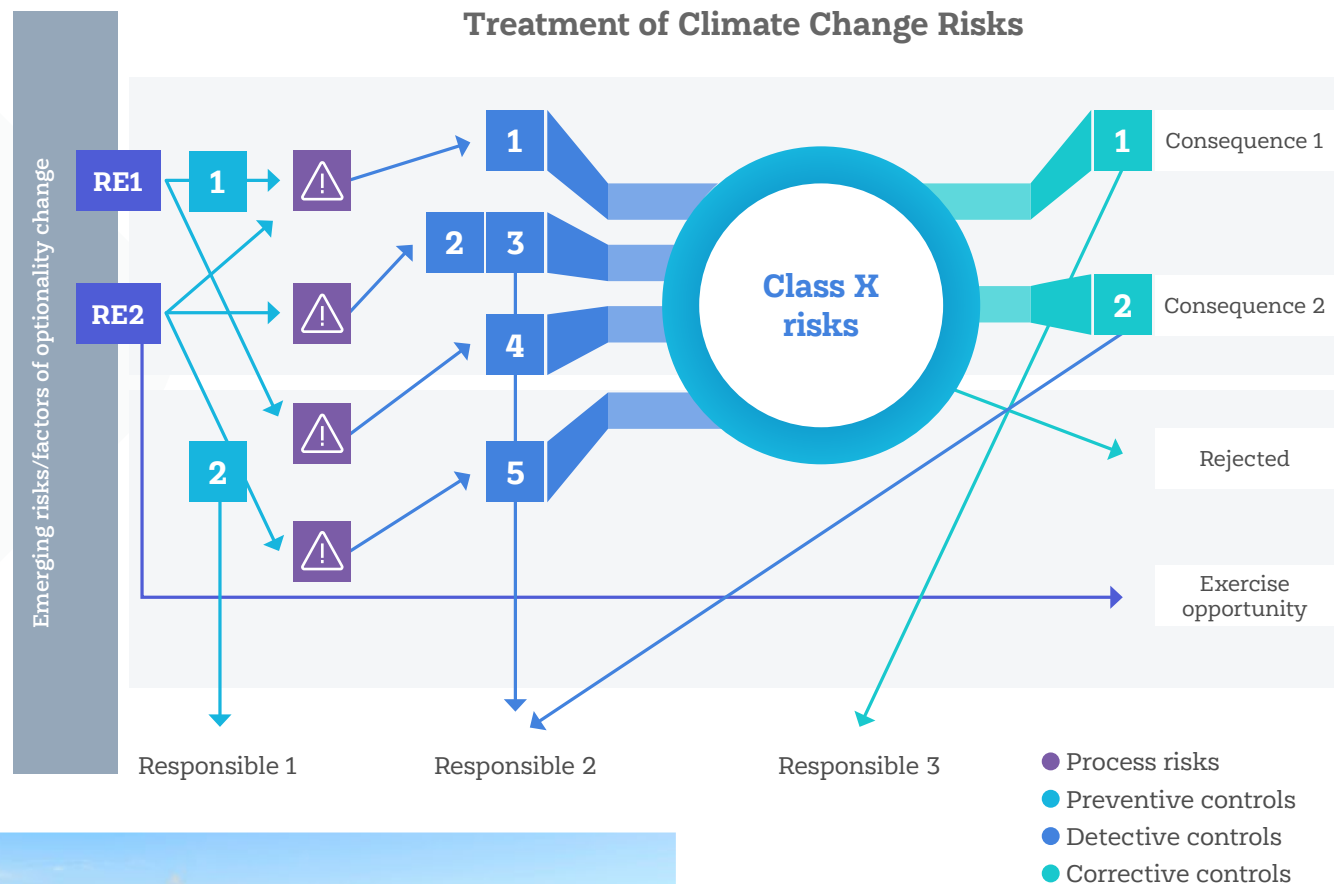 Treatment of Climate Change Risks
Emerging risks/factors of optionality change
RE1
1
!
1
1
Consequence 1
2
3
RE2
!
Class X
risks
2
Consequence 2
4
!
2
5
Rejected
!
Exercise
opportunity
Responsible 1
Responsible 2
Responsible 3
Process risks
Preventive controls
Detective controls
Corrective controls